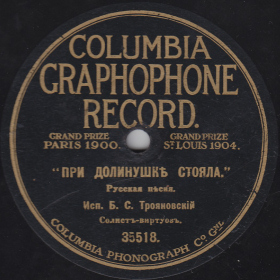 COLUMBIA
GRAPHOPHONE
RECORD.
GRAND PRIZE
PARIS 1900.
GRAND PRIZE
ST LOUIS 1904.
"ПРИ ДОЛИНУШКѢ СТОЯЛА."
Русская пѣсня.
Исп. Б. С. Трояновскій
Солистъ-виртуозъ.
35518.
COLUMBIA PHONOGRAPH Co GenL